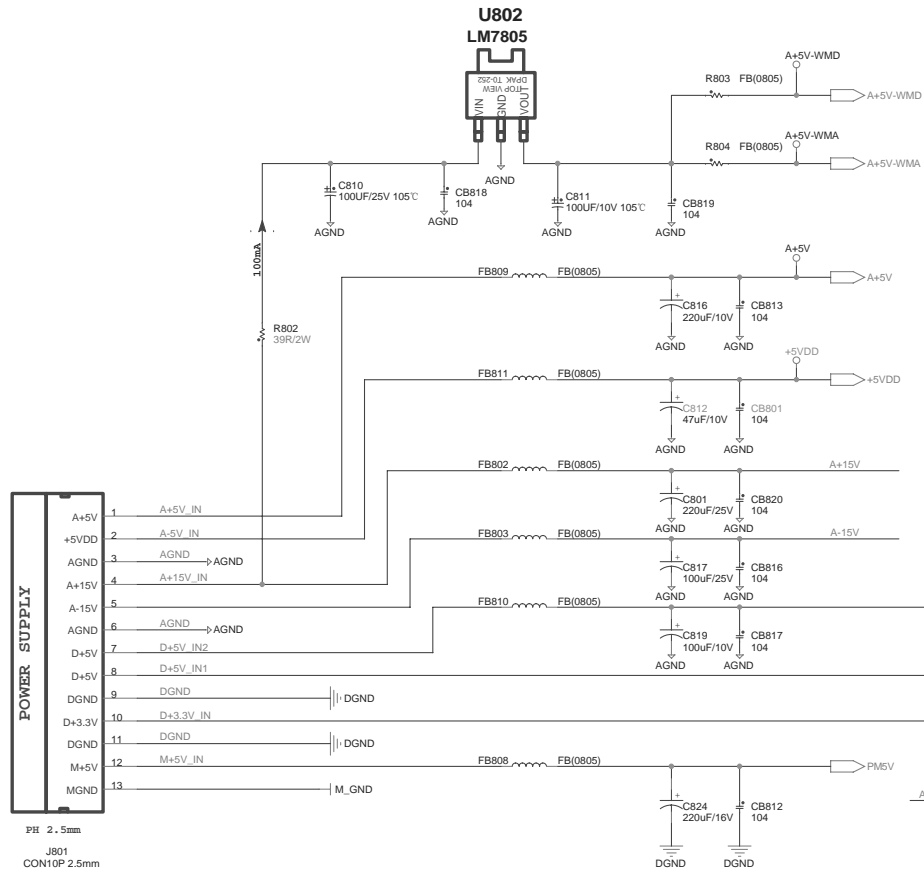 U802
LM7805
(TOP VIEW
DPAK TO-252
VIN
GND
VOUT
AGND
R803 FB(0805)
A+5V-WMD
A+5V-WMD
R804 FB(0805)
A+5V-WMA
A+5V-WMA
C810
100UF/25V 105℃
AGND
CB818
104
AGND
C811
100UF/10V 105℃
AGND
CB819
104
AGND
100mA
R802
39R/2W
FB809 FB(0805)
A+5V
A+5V
C816
220uF/10V
AGND
CB813
104
AGND
FB811 FB(0805)
+5VDD
+5VDD
C812
47uF/10V
AGND
CB801
104
AGND
FB802 FB(0805)
A+15V
C801
220uF/25V
AGND
CB820
104
AGND
FB803 FB(0805)
A-15V
C817
100uF/25V
AGND
CB816
104
AGND
FB810 FB(0805)
C819
100uF/10V
AGND
CB817
104
AGND
POWER SUPPLY
A+5V 1 A+5V_IN
+5VDD 2 A-5V_IN
AGND 3 AGND AGND
A+15V 4 A+15V_IN
A-15V 5
AGND 6 AGND AGND
D+5V 7 D+5V_IN2
D+5V 8 D+5V_IN1
DGND 9 DGND DGND
D+3.3V 10 D+3.3V_IN
DGND 11 DGND DGND
M+5V 12 M+5V_IN
MGND 13 M_GND
FB808 FB(0805)
PM5V
C824
220uF/16V
DGND
CB812
104
DGND
A
PH 2.5mm
J801
CON10P 2.5mm